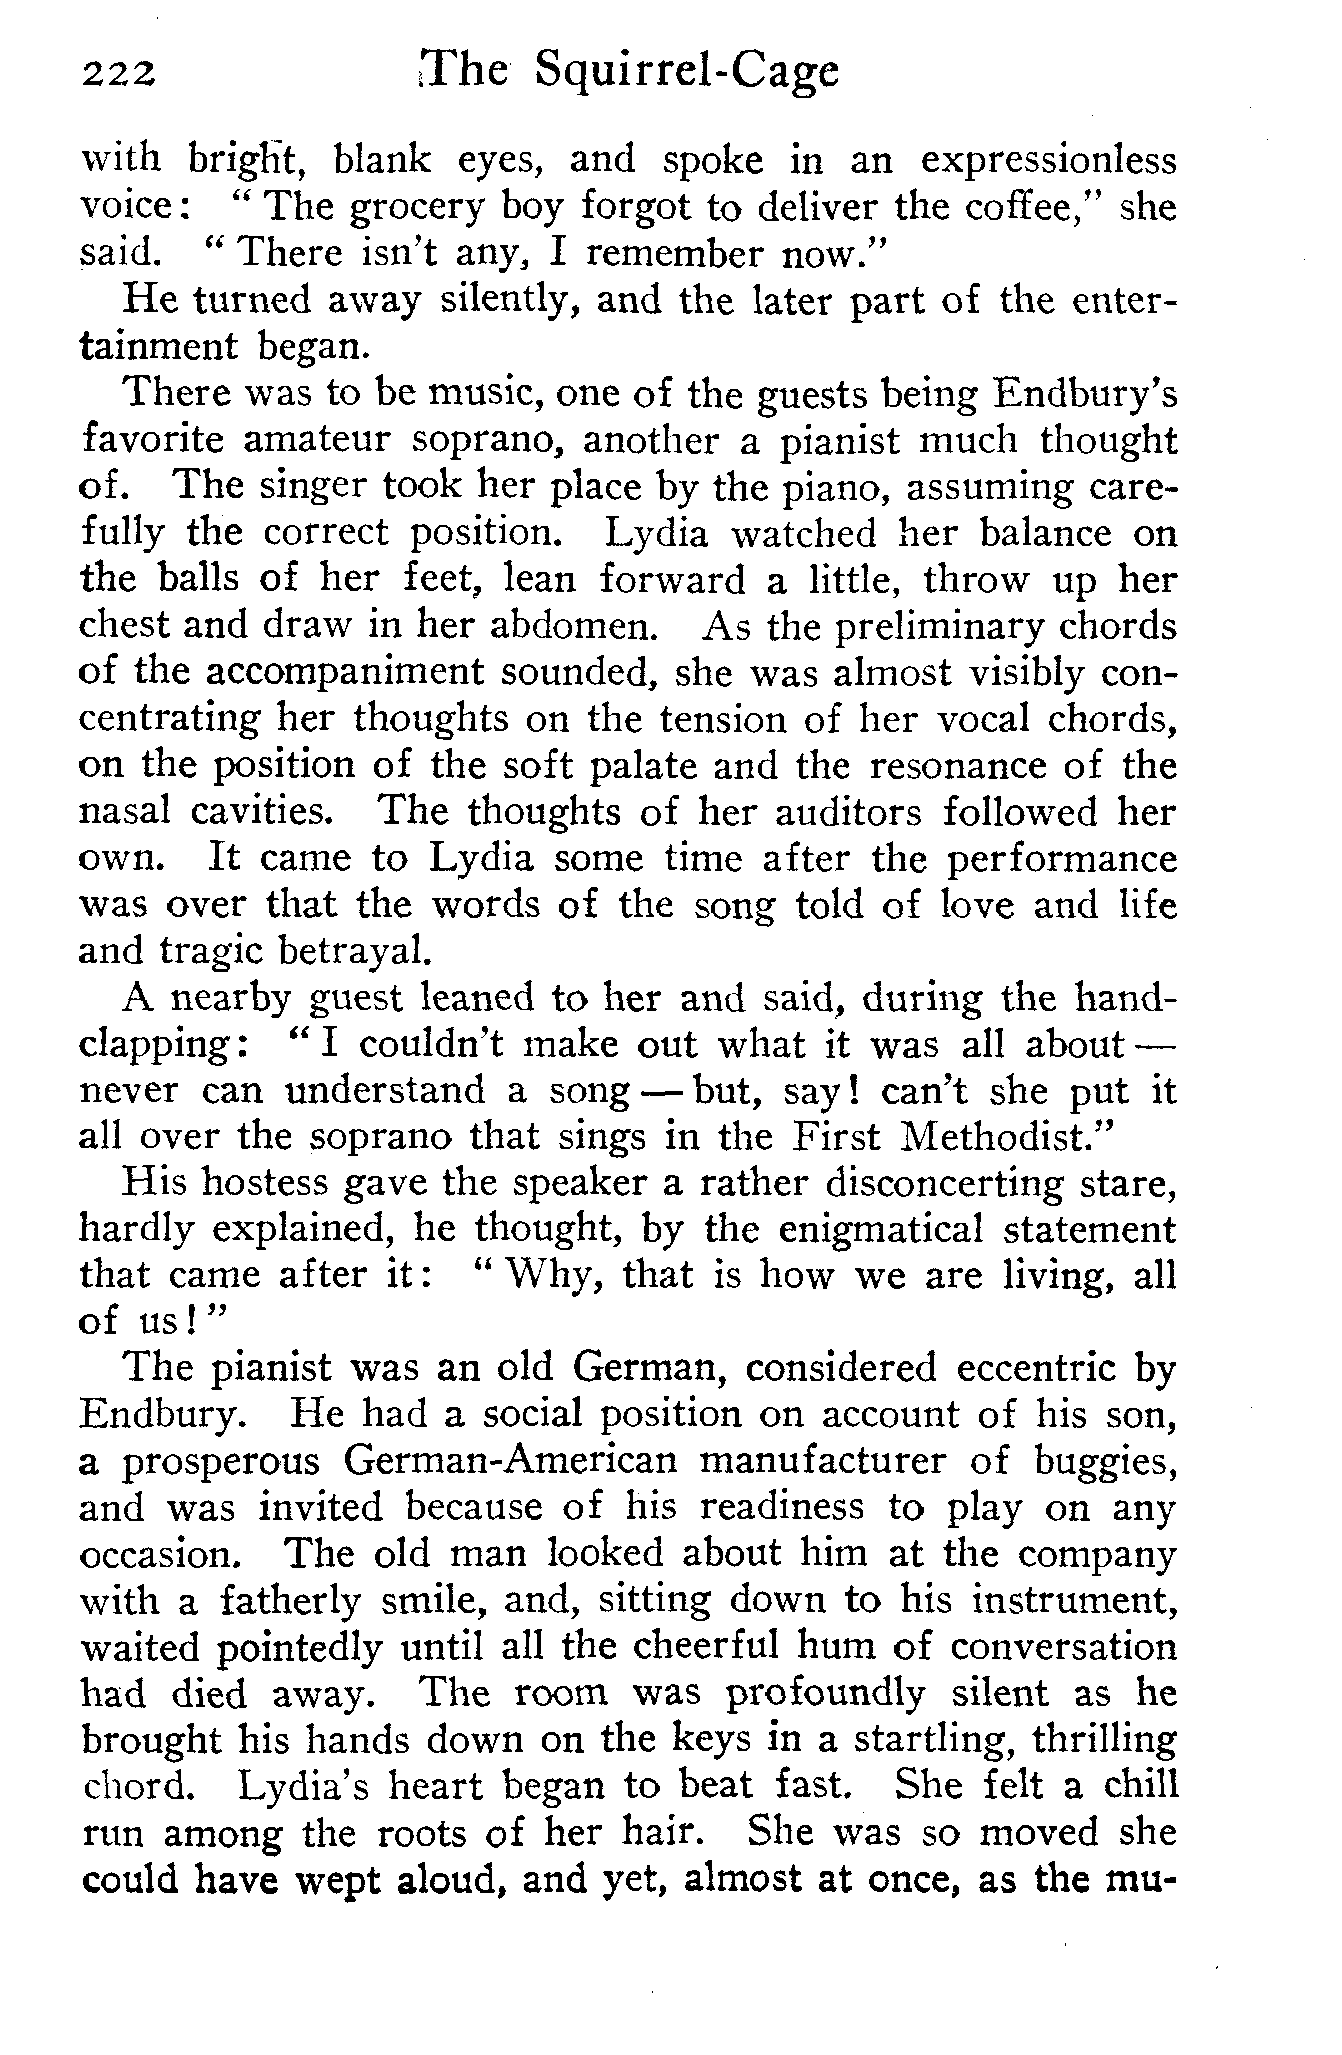 222 The Squirrel-Cage
with bright, blank eyes, and spoke in an expressionless
voice: "The grocery boy forgot to deliver the coffee," she
said. "There isn't any, I remember now."
He turned away silently, and the later part of the enter-
tainment began.
There was to be music, one of the guests being Endbury's
favorite amateur soprano, another a pianist much thought
of. The singer took her place by the piano, assuming care-
fully the correct position. Lydia watched her balance on
the balls of her feet, lean forward a little, throw up her
chest and draw in her abdomen. As the preliminary chords
of the accompaniment sounded, she was almost visibly con-
centrating her thoughts on the tension of her vocal chords,
on the position of the soft palate and the resonance of the
nasal cavities. The thoughts of her auditors followed her
own. It came to Lydia some time after the performance
was over that the words of the song told of love and life
and tragic betrayal.
A nearby guest leaned to her and said, during the hand-
clapping: "I couldn't make out what it was all about—
never can understand a song—but, say! can't she put it
all over the soprano that sings in the First Methodist."
His hostess gave the speaker a rather disconcerting stare,
hardly explained, he thought, by the enigmatical statement
that came after it: "Why, that is how we are living, all
of us!"
The pianist was an old German, considered eccentric by
Endbury. He had a social position on account of his son,
a prosperous German-American manufacturer of buggies,
and was invited because of his readiness to play on any
occasion. The old man looked about him at the company
with a fatherly smile, and, sitting down to his instrument,
waited pointedly until all the cheerful hum of conversation
had died away. The room was profoundly silent as he
brought his hands down on the keys in a startling, thrilling
chord. Lydia's heart began to beat fast. She felt a chill
run among the roots of her hair. She was so moved she
could have wept aloud, and yet, almost at once, as the mu-